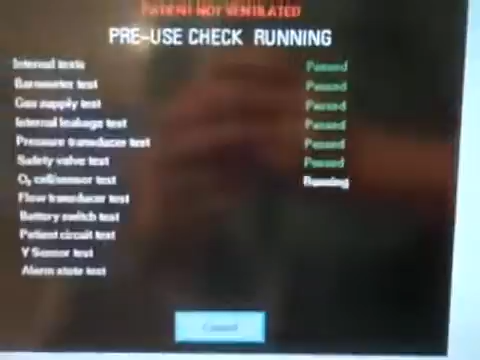 PATIENT NOT VENTILATED
PRE-USE CHECK RUNNING
Internal tests Passed
Barometer test Passed
Gas supply test Passed
Internal leakage test Passed
Pressure transducer test Passed
Safety valve test Passed
O₂ cell/sensor test Running
Flow transducer test
Battery switch test
Patient circuit test
Y Sensor test
Alarm state test
Cancel